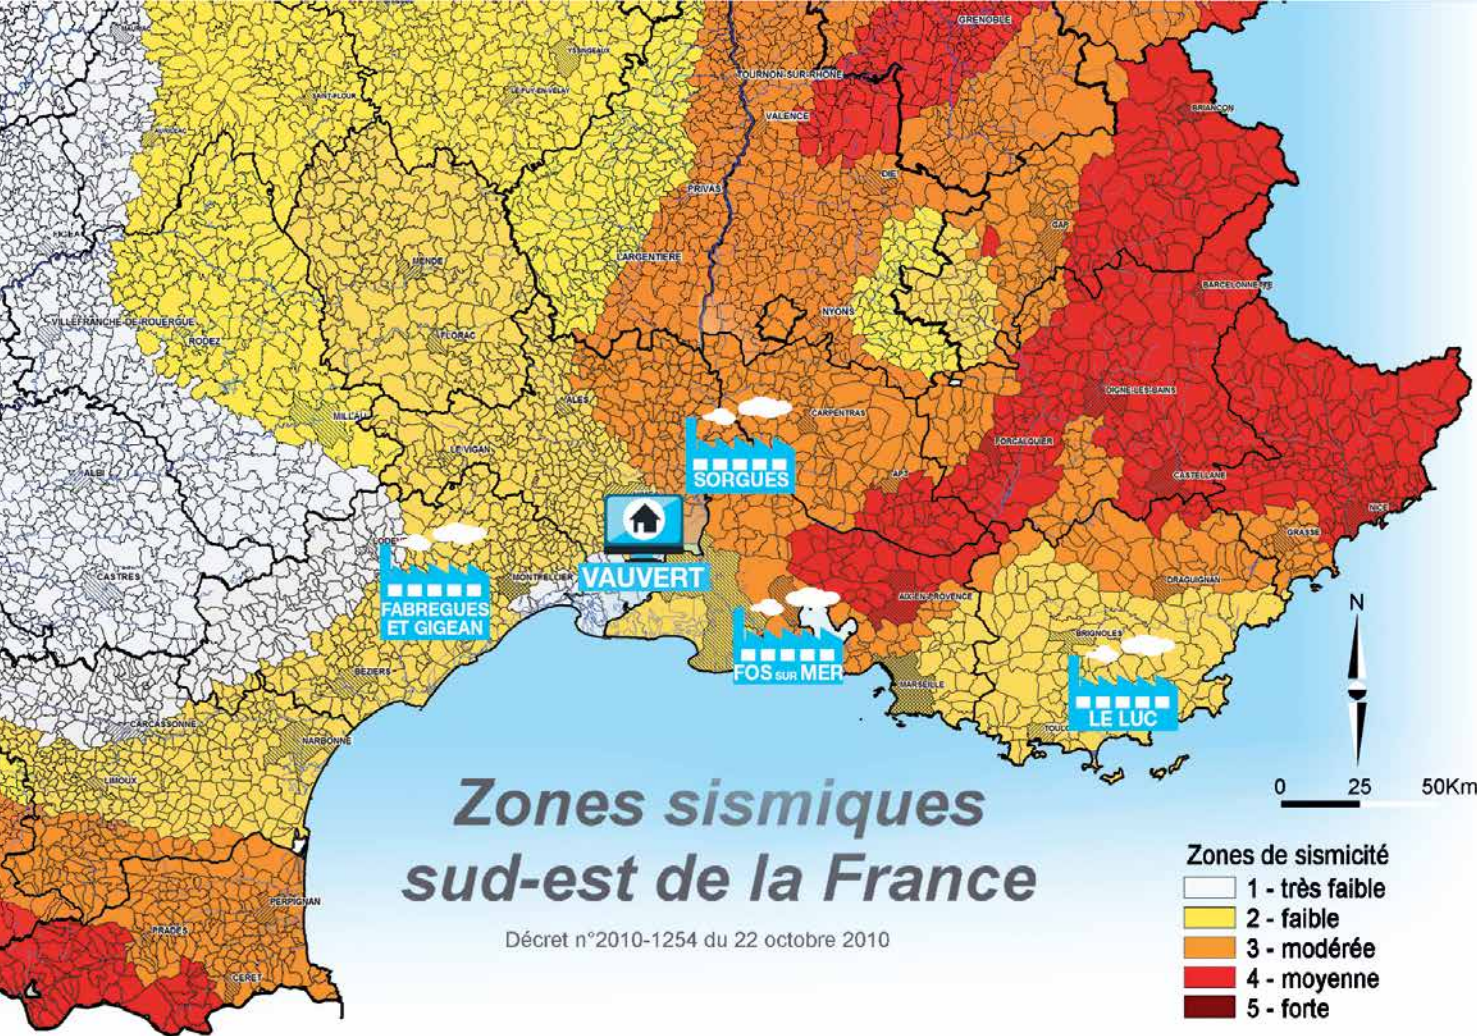 MAURIAC
GRENOBLE
YSSINGEAUX
TOURNON-SUR-RHONE
SAINT-FLOUR
LE-PUY-EN-VELAY
BRIANCON
VALENCE
AURILLAC
DIE
PRIVAS
GAP
L'ARGENTIERE
MENDE
BARCELONNETTE
NYONS
VILLEFRANCHE-DE-ROUERGUE
FLORAC
RODEZ
DIGNE-LES-BAINS
ALES
CARPENTRAS
MILLAU
FORCALQUIER
LE VIGAN
ALBI
APT
CASTELLANE
SORGUES
NICE
GRASSE
CASTRES
MONTPELLIER
VAUVERT
DRAGUIGNAN
AIX-EN-PROVENCE
FABREGUES
ET GIGEAN
N
BRIGNOLES
BEZIERS
FOS SUR MER
MARSEILLE
LE LUC
CARCASSONNE
NARBONNE
LIMOUX
0 25 50Km
Zones sismiques
sud-est de la France
Décret n°2010-1254 du 22 octobre 2010
PERPIGNAN
PRADES
CERET
Zones de sismicité
1 - très faible
2 - faible
3 - modérée
4 - moyenne
5 - forte